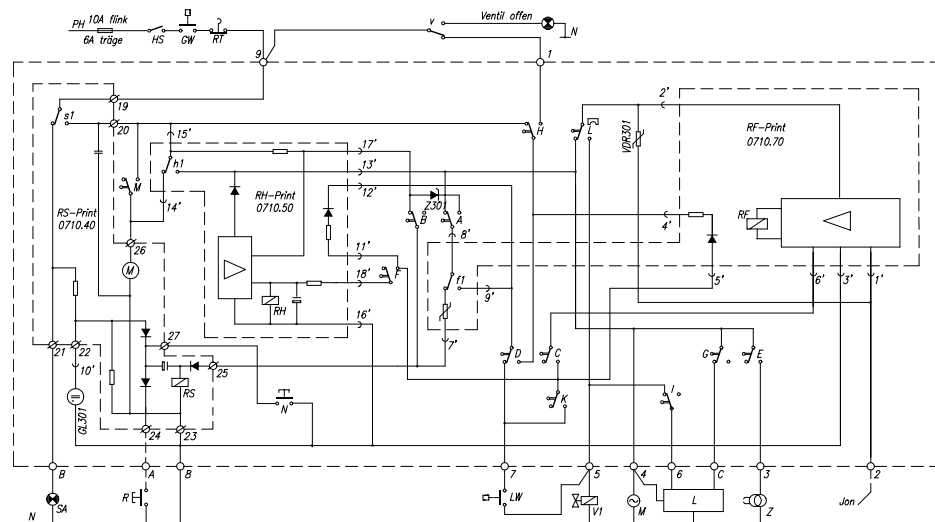 PH 10A flink
6A träge
HS
GW
RT
9
v
Ventil offen
N
1
19
s1
20
15'
17'
H
L
2'
VDR301
RF-Print
0710.70
h1
13'
12'
M
RS-Print
0710.40
14'
RH-Print
0710.50
Z301
B
A
8'
4'
RF
26
M
11'
18'
F
f1
9'
5'
6'
3'
1'
RH
16'
7'
27
21
22
10'
25
RS
D
C
G
E
K
I
GL301
N
24
23
B
A
8
7
5
4
6
C
3
2
SA
N
R
LW
V1
M
L
Z
Jon